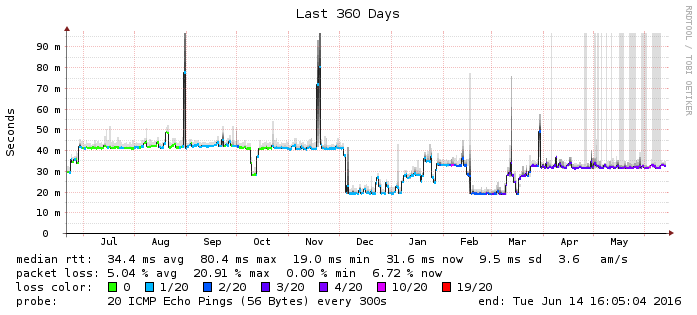 Last 360 Days
RRDTOOL / TOBI OETIKER
Seconds
90 m
80 m
70 m
60 m
50 m
40 m
30 m
20 m
10 m
0
Jul Aug Sep Oct Nov Dec Jan Feb Mar Apr May
median rtt: 34.4 ms avg 80.4 ms max 19.0 ms min 31.6 ms now 9.5 ms sd 3.6 am/s
packet loss: 5.04 % avg 20.91 % max 0.00 % min 6.72 % now
loss color: 0 1/20 2/20 3/20 4/20 10/20 19/20
probe: 20 ICMP Echo Pings (56 Bytes) every 300s end: Tue Jun 14 16:05:04 2016